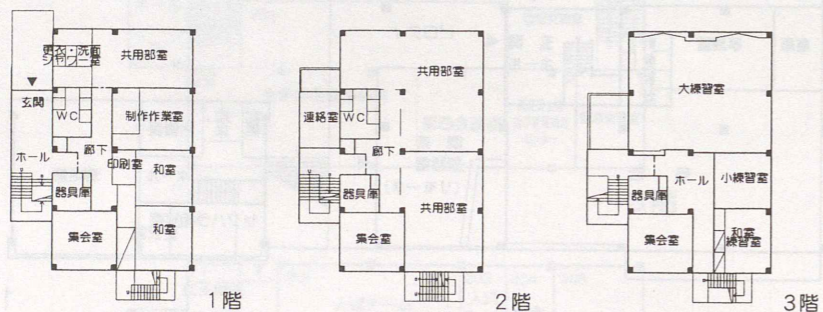 更衣・洗面
シャワー室
共用部室
玄関
WC
制作作業室
ホール
廊下
印刷室
和室
器具庫
集会室
和室
1階
共用部室
連絡室
WC
廊下
器具庫
共用部室
集会室
2階
大練習室
ホール
小練習室
器具庫
集会室
和室
練習室
3階